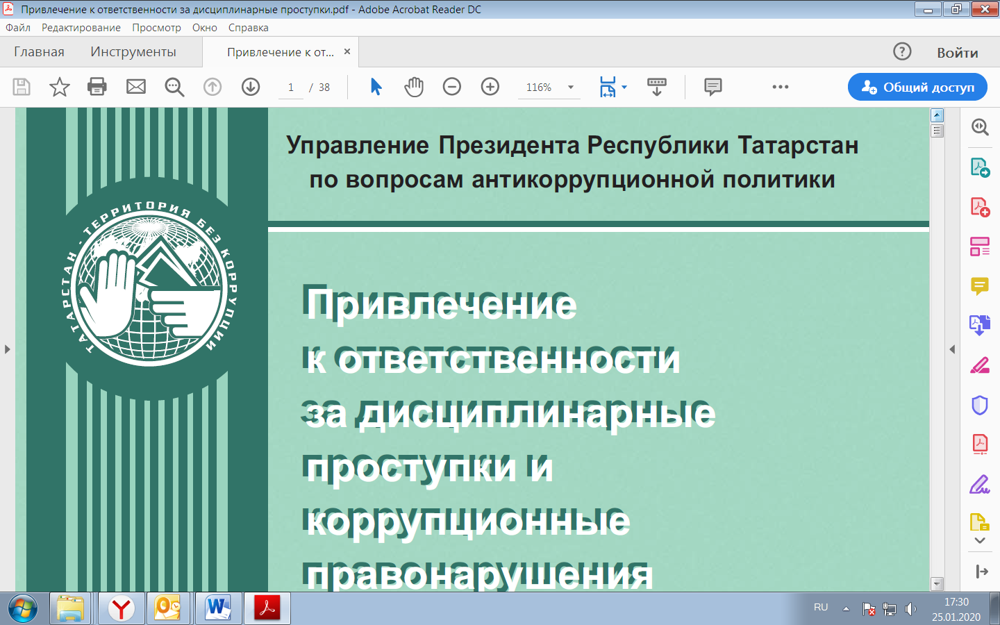 Привлечение к ответственности за дисциплинарные проступки.pdf - Adobe Acrobat Reader DC
Файл Редактирование Просмотр Окно Справка
Главная Инструменты Привлечение к от... × ? Войти
1 / 38 116% Общий доступ
Управление Президента Республики Татарстан
по вопросам антикоррупционной политики
ТАТАРСТАН - ТЕРРИТОРИЯ БЕЗ КОРРУПЦИИ
Привлечение
к ответственности
за дисциплинарные
проступки и
коррупционные
правонарушения
RU 17:30
25.01.2020